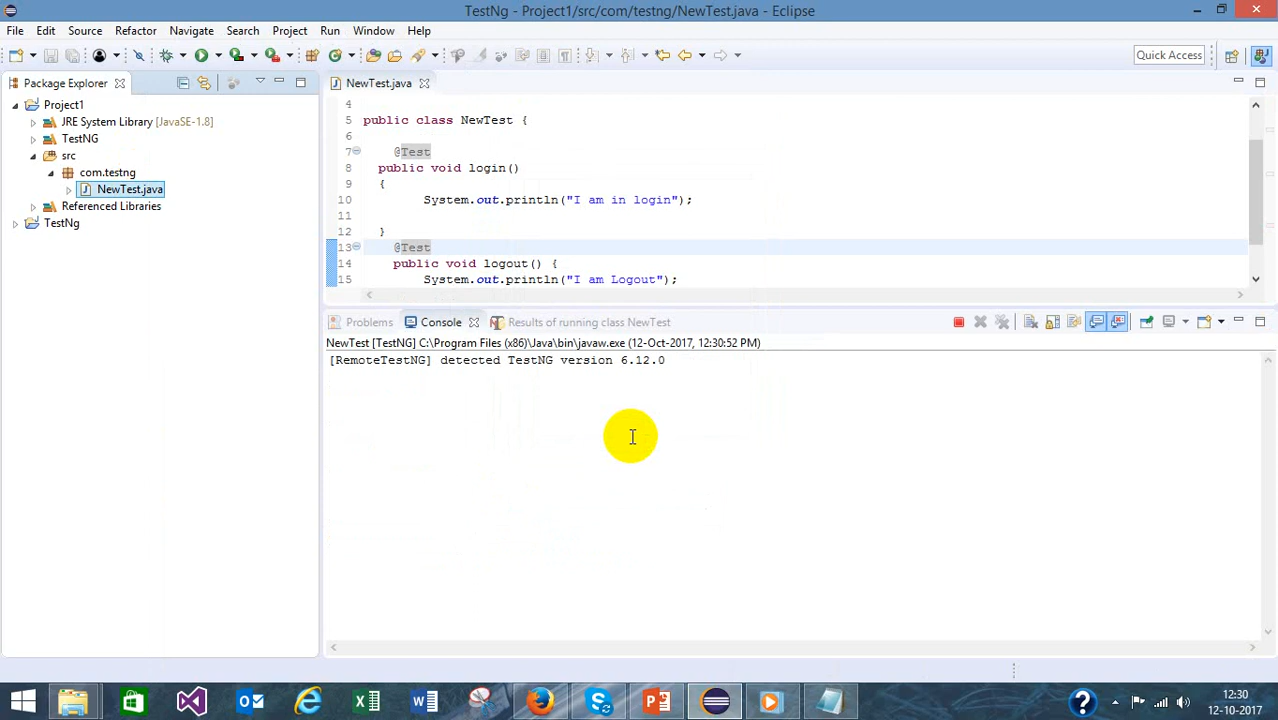 TestNg - Project1/src/com/testng/NewTest.java - Eclipse
File Edit Source Refactor Navigate Search Project Run Window Help
Quick Access
Package Explorer
NewTest.java
Project1
JRE System Library [JavaSE-1.8]
TestNG
src
com.testng
NewTest.java
Referenced Libraries
TestNg
4
5 public class NewTest {
6
7 @Test
8 public void login()
9 {
10 System.out.println("I am in login");
11
12 }
13 @Test
14 public void logout() {
15 System.out.println("I am Logout");
Problems Console Results of running class NewTest
NewTest [TestNG] C:\Program Files (x86)\Java\bin\javaw.exe (12-Oct-2017, 12:30:52 PM)
[RemoteTestNG] detected TestNG version 6.12.0
12:30
12-10-2017